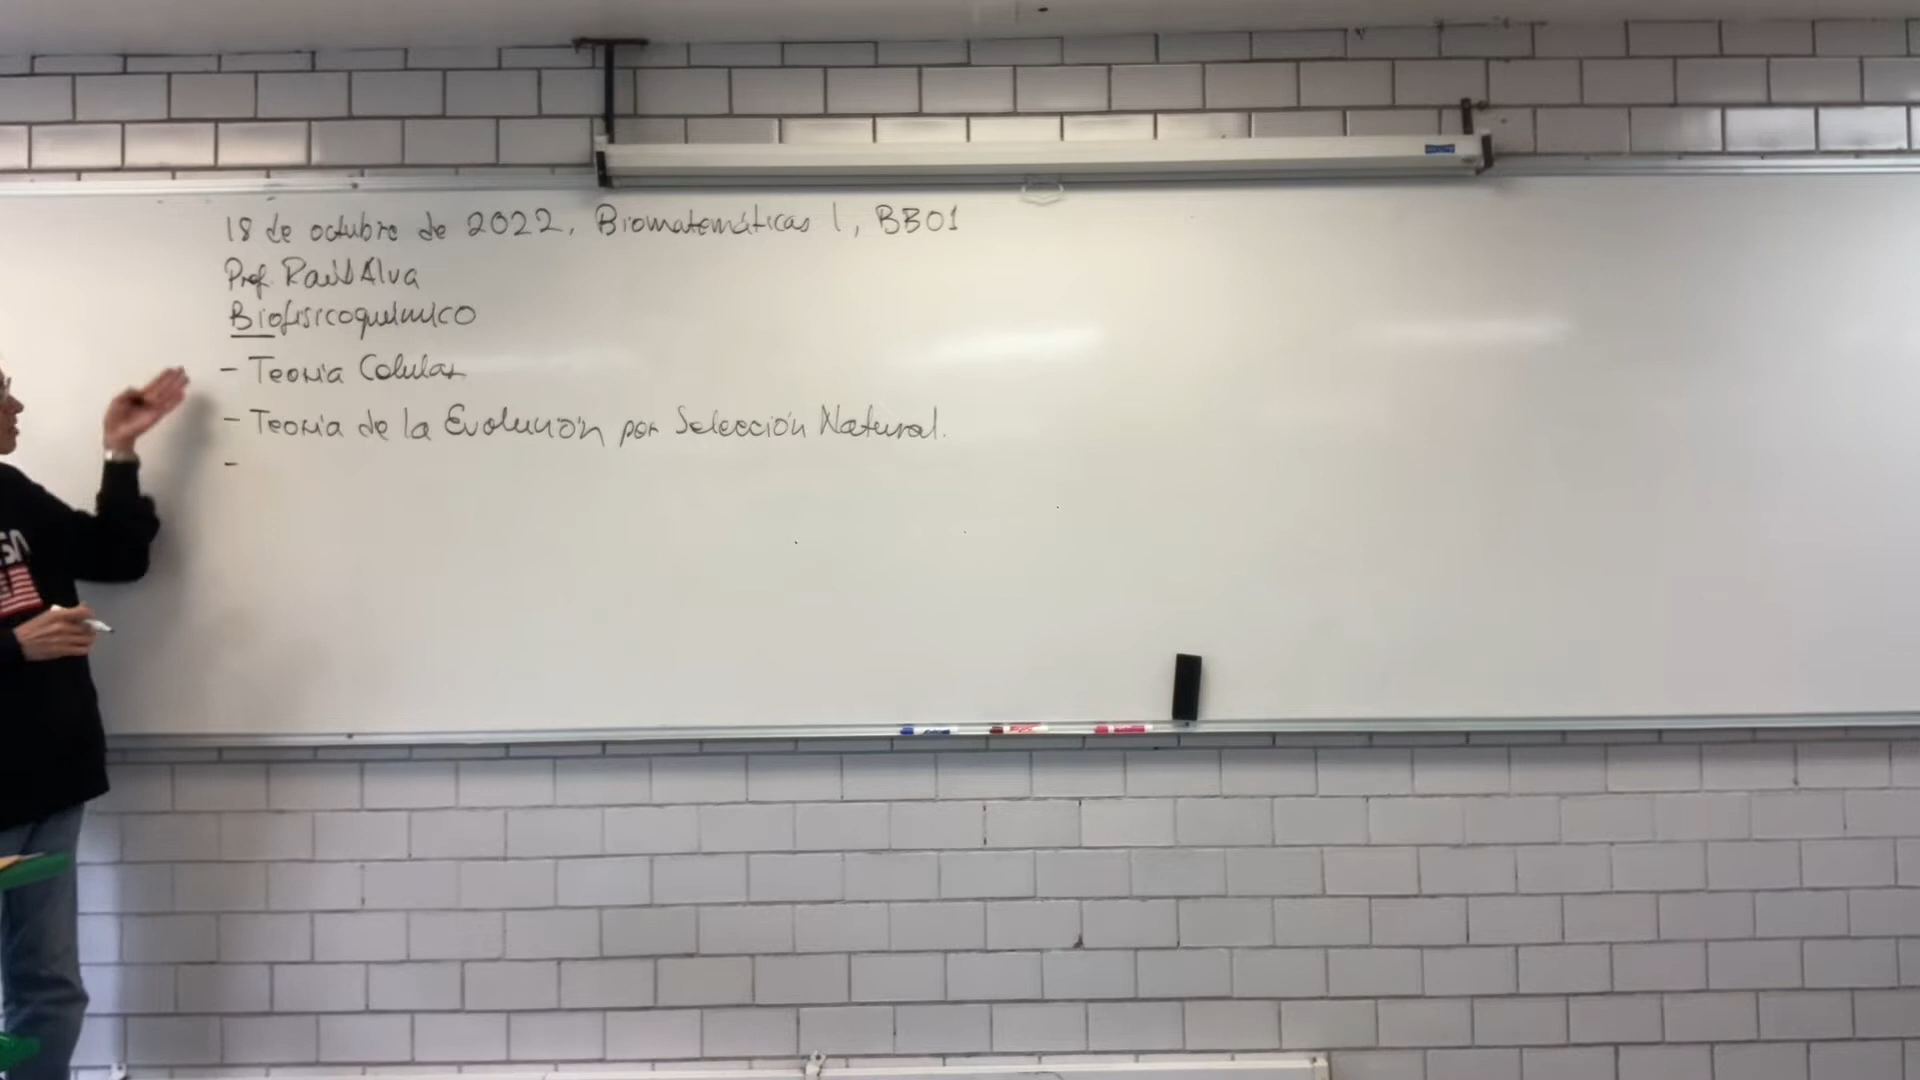 18 de octubre de 2022, Biomatemáticas I, BB01
Prof. Raúl Alva
Biofisicoquímico
- Teoría Celular
- Teoría de la Evolución por Selección Natural.
-